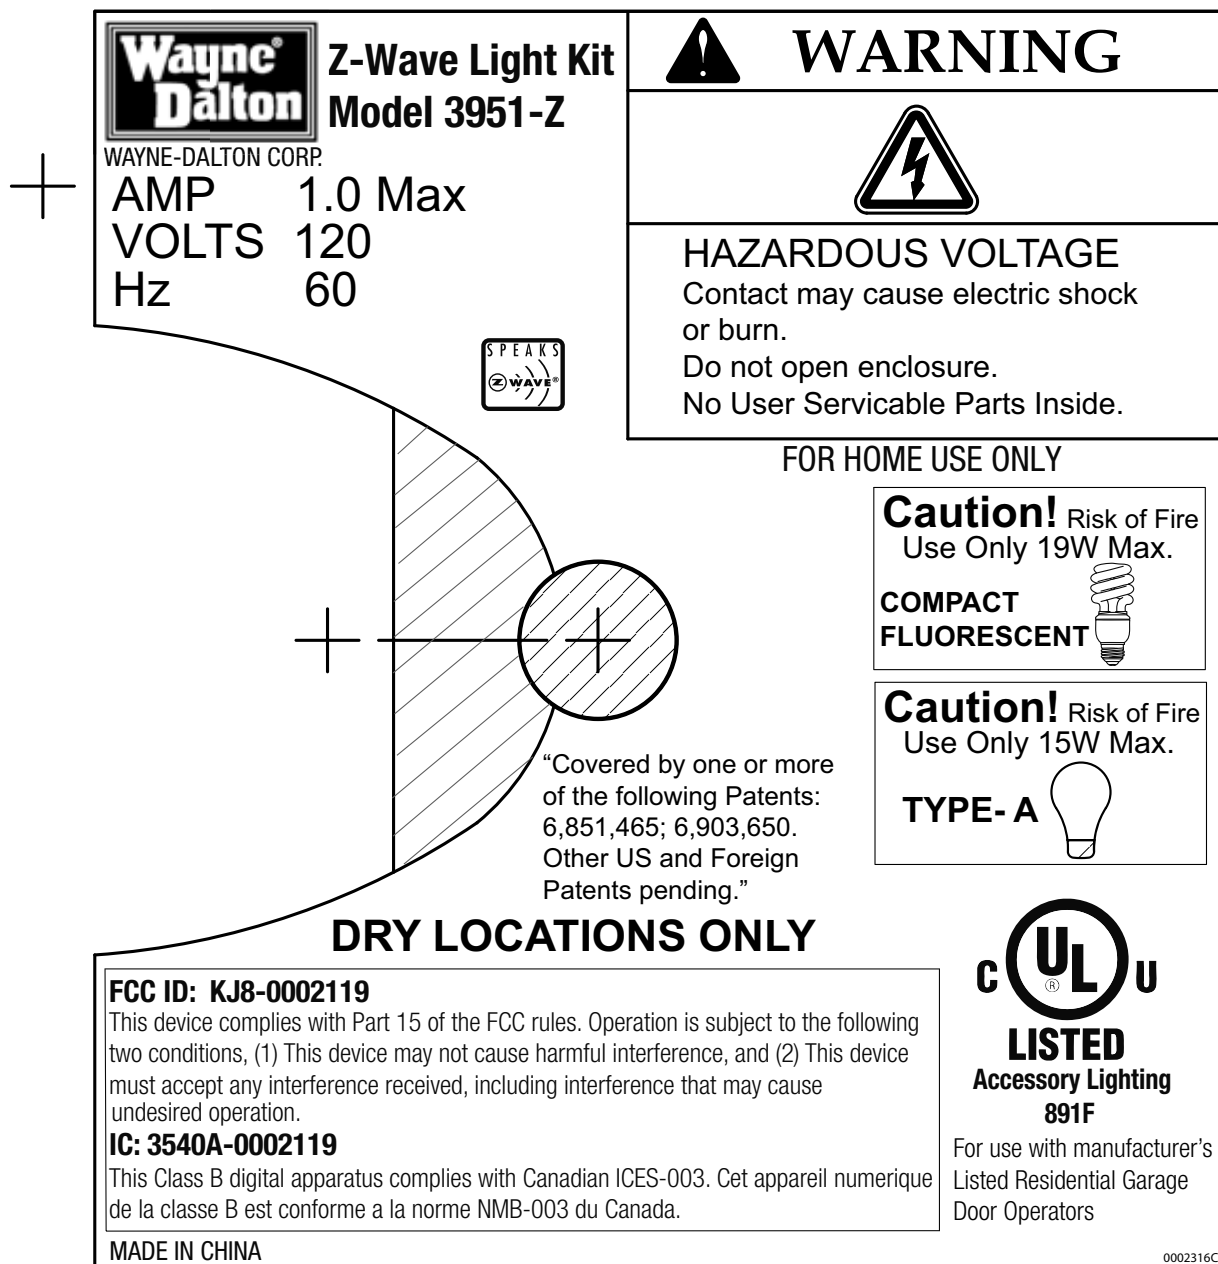 Wayne®
Dalton
Z-Wave Light Kit
Model 3951-Z
WAYNE-DALTON CORP.
AMP 1.0 Max
VOLTS 120
Hz 60
SPEAKS
Z WAVE®
WARNING
HAZARDOUS VOLTAGE
Contact may cause electric shock
or burn.
Do not open enclosure.
No User Servicable Parts Inside.
FOR HOME USE ONLY
Caution! Risk of Fire
Use Only 19W Max.
COMPACT
FLUORESCENT
Caution! Risk of Fire
Use Only 15W Max.
TYPE- A
“Covered by one or more
of the following Patents:
6,851,465; 6,903,650.
Other US and Foreign
Patents pending.”
DRY LOCATIONS ONLY
FCC ID: KJ8-0002119
This device complies with Part 15 of the FCC rules. Operation is subject to the following
two conditions, (1) This device may not cause harmful interference, and (2) This device
must accept any interference received, including interference that may cause
undesired operation.
IC: 3540A-0002119
This Class B digital apparatus complies with Canadian ICES-003. Cet appareil numerique
de la classe B est conforme a la norme NMB-003 du Canada.
MADE IN CHINA
C UL® U
LISTED
Accessory Lighting
891F
For use with manufacturer’s
Listed Residential Garage
Door Operators
0002316C